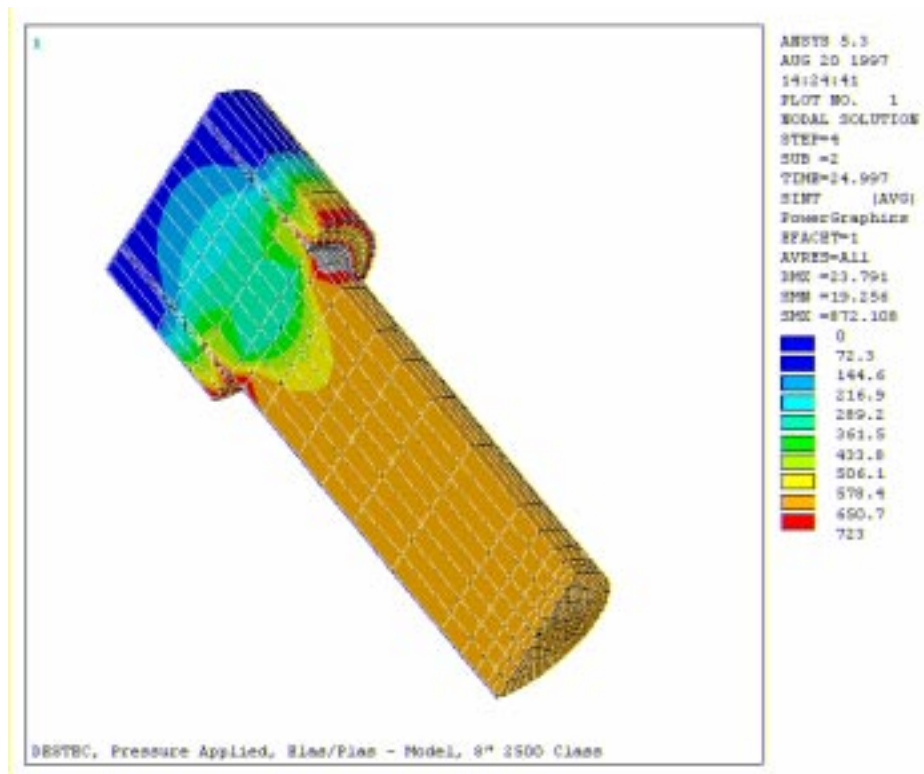 1
ANSYS 5.3
AUG 20 1997
14:24:41
PLOT NO. 1
NODAL SOLUTION
STEP=4
SUB =2
TIME=24.997
SINT (AVG)
PowerGraphics
EFACET=1
AVRES=All
DMX =23.791
SMN =19.256
SMX =872.108
0
72.3
144.6
216.9
289.2
361.5
433.8
506.1
578.4
650.7
723
DESTEC, Pressure Applied, Elas/Plas - Model, 8" 2500 Class